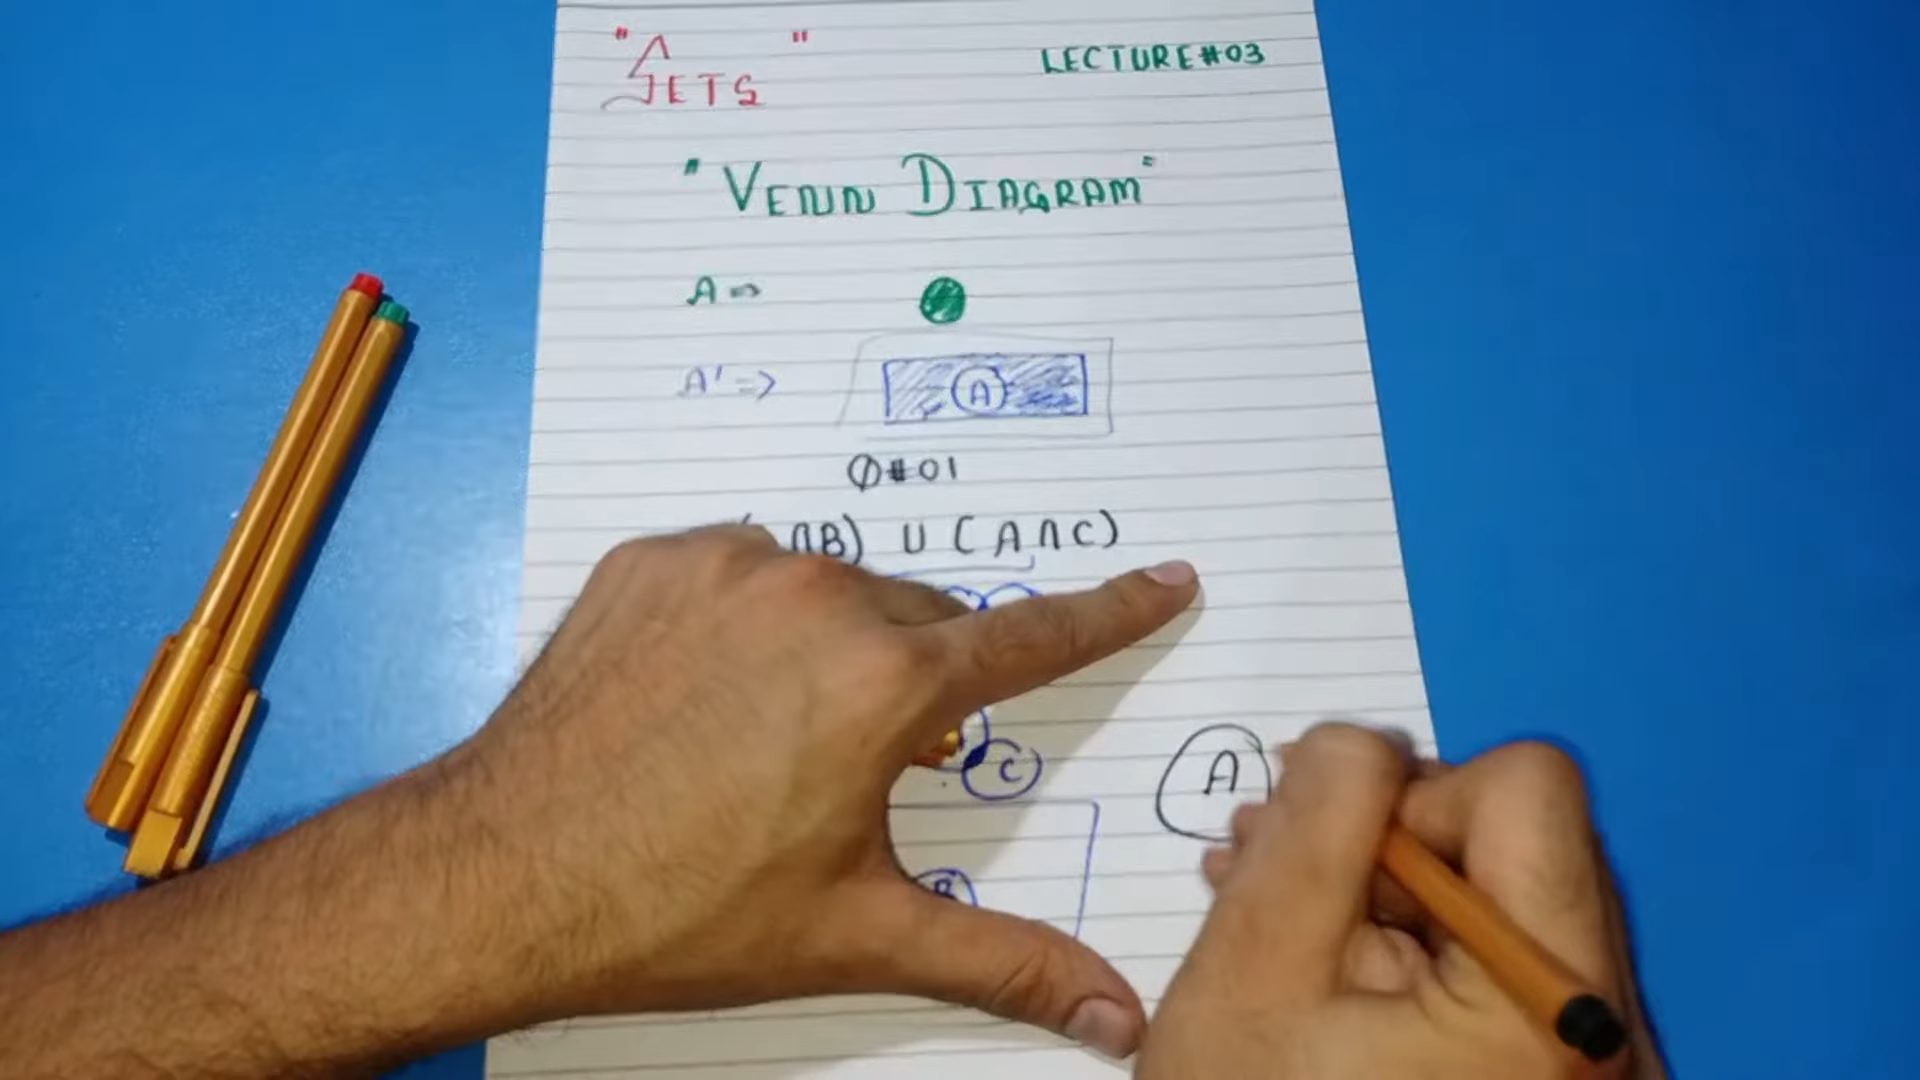 "SETS"
LECTURE#03
"VENN DIAGRAM"
A =>
A' =>
A
Q#01
∩B) ∪ (A∩C)
C
A
B